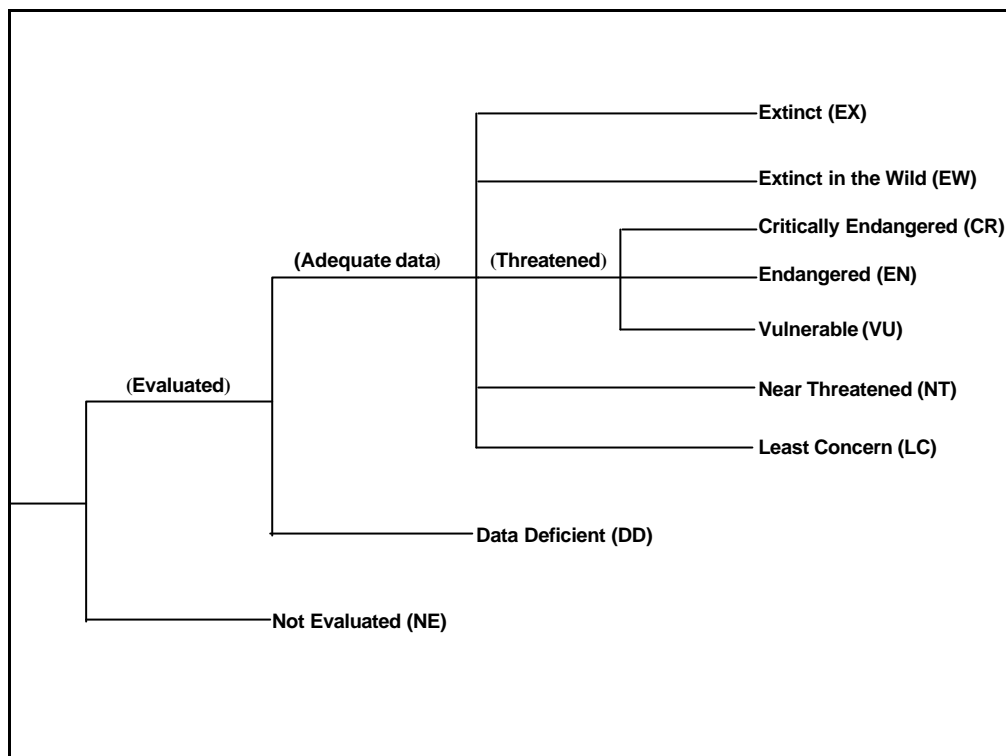 Extinct (EX)
Extinct in the Wild (EW)
Critically Endangered (CR)
(Adequate data)
(Threatened)
Endangered (EN)
Vulnerable (VU)
(Evaluated)
Near Threatened (NT)
Least Concern (LC)
Data Deficient (DD)
Not Evaluated (NE)